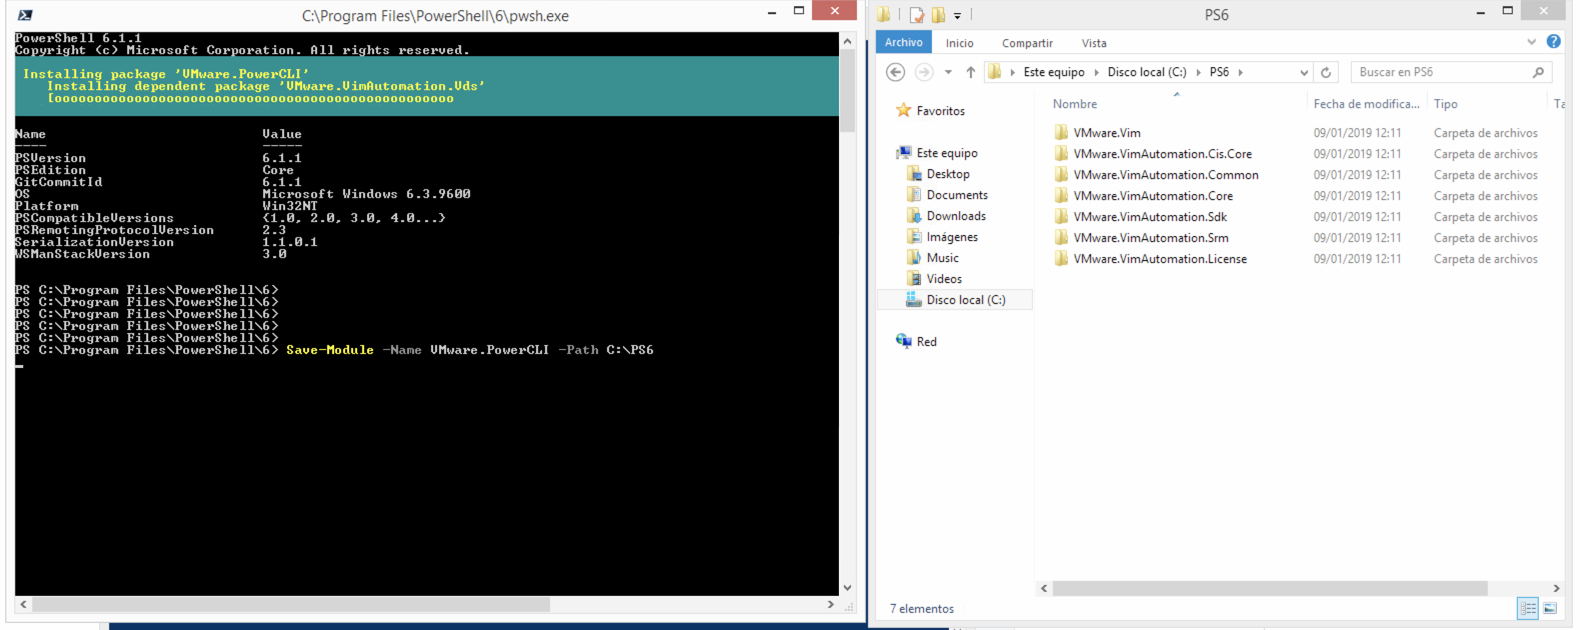 C:\Program Files\PowerShell\6\pwsh.exe
PowerShell 6.1.1
Copyright (c) Microsoft Corporation. All rights reserved.
Installing package 'VMware.PowerCLI'
Installing dependent package 'VMware.VimAutomation.Vds'
[oooooooooooooooooooooooooooooooooooooooooooooooooo
Name Value
---- -----
PSVersion 6.1.1
PSEdition Core
GitCommitId 6.1.1
OS Microsoft Windows 6.3.9600
Platform Win32NT
PSCompatibleVersions {1.0, 2.0, 3.0, 4.0...}
PSRemotingProtocolVersion 2.3
SerializationVersion 1.1.0.1
WSManStackVersion 3.0
PS C:\Program Files\PowerShell\6>
PS C:\Program Files\PowerShell\6>
PS C:\Program Files\PowerShell\6>
PS C:\Program Files\PowerShell\6>
PS C:\Program Files\PowerShell\6>
PS C:\Program Files\PowerShell\6> Save-Module -Name VMware.PowerCLI -Path C:\PS6
PS6
Archivo Inicio Compartir Vista
Este equipo Disco local (C:) PS6 Buscar en PS6
Favoritos
Este equipo
Desktop
Documents
Downloads
Imágenes
Music
Videos
Disco local (C:)
Red
Nombre Fecha de modifica... Tipo Ta
VMware.Vim 09/01/2019 12:11 Carpeta de archivos
VMware.VimAutomation.Cis.Core 09/01/2019 12:11 Carpeta de archivos
VMware.VimAutomation.Common 09/01/2019 12:11 Carpeta de archivos
VMware.VimAutomation.Core 09/01/2019 12:11 Carpeta de archivos
VMware.VimAutomation.Sdk 09/01/2019 12:11 Carpeta de archivos
VMware.VimAutomation.Srm 09/01/2019 12:11 Carpeta de archivos
VMware.VimAutomation.License 09/01/2019 12:11 Carpeta de archivos
7 elementos